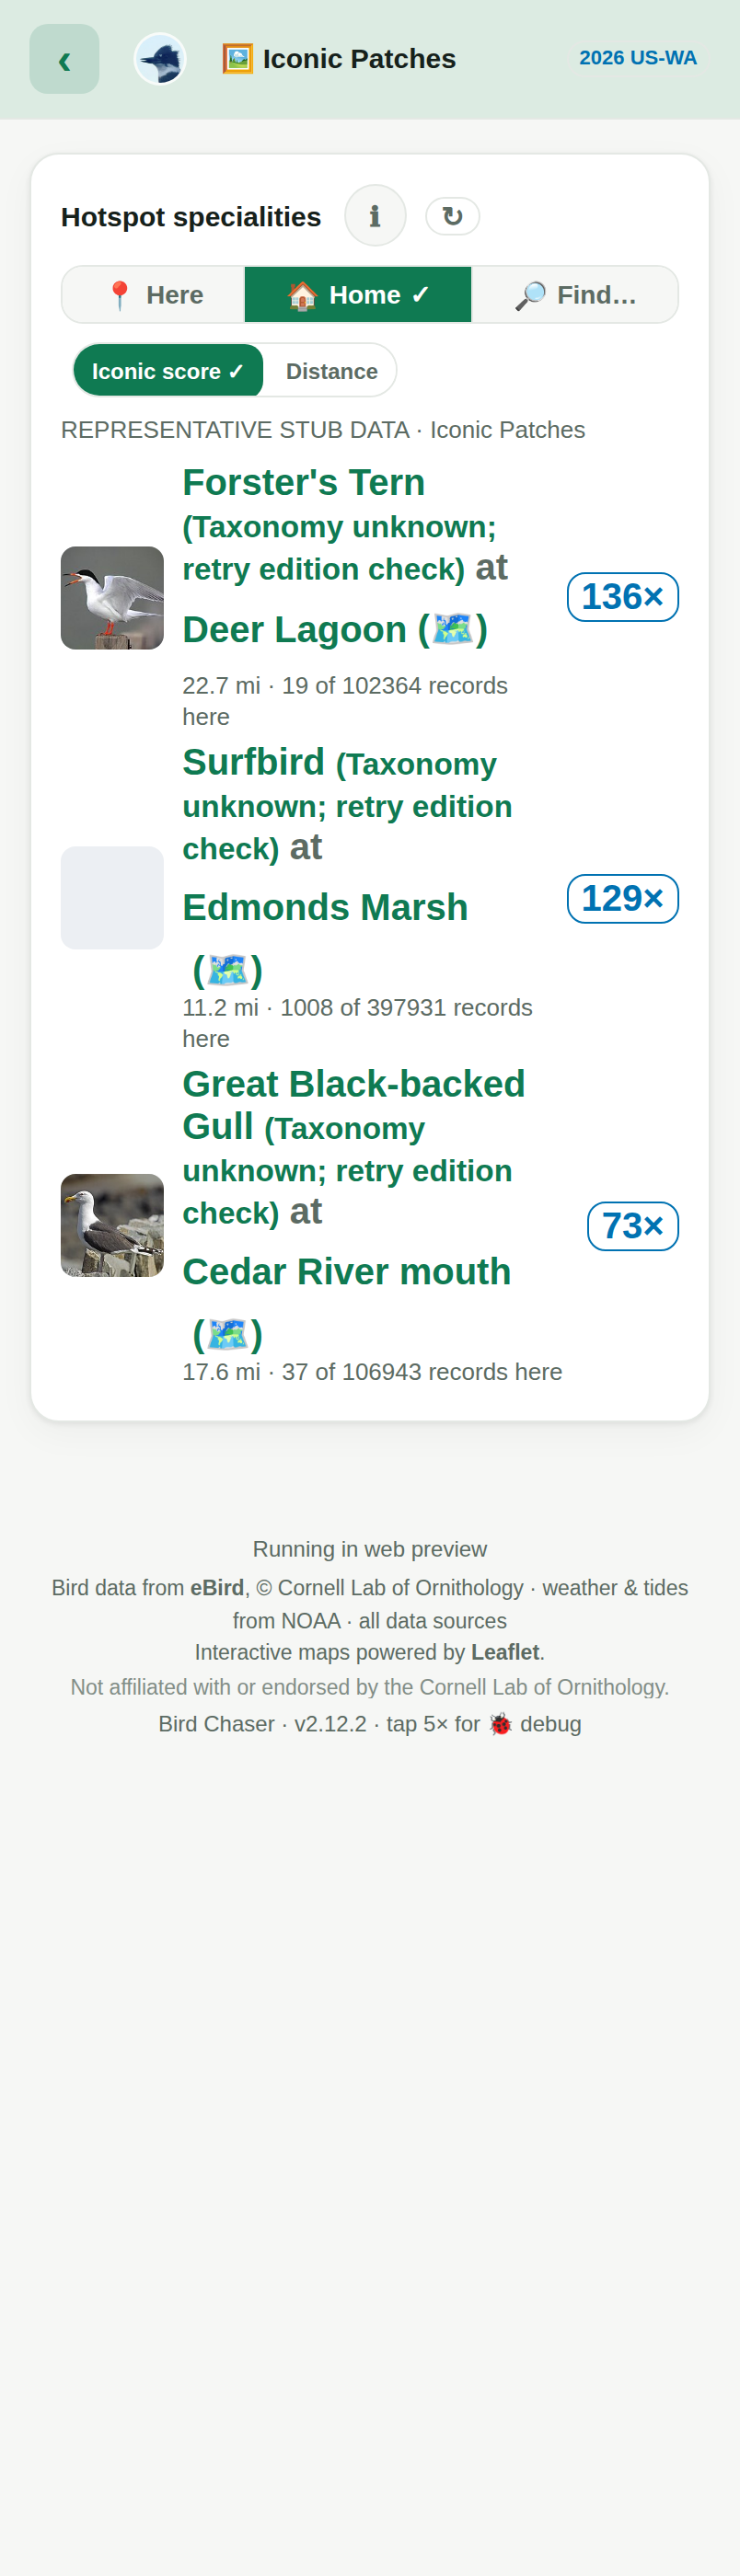 ‹ 🖼️ Iconic Patches 2026 US-WA
Hotspot specialities ℹ ↻
📍 Here 🏠 Home ✓ 🔎 Find...
Iconic score ✓ Distance
REPRESENTATIVE STUB DATA · Iconic Patches
Forster's Tern
(Taxonomy unknown;
retry edition check) at
Deer Lagoon (🗺️)
136×
22.7 mi · 19 of 102364 records
here
Surfbird (Taxonomy
unknown; retry edition
check) at
Edmonds Marsh
(🗺️)
129×
11.2 mi · 1008 of 397931 records
here
Great Black-backed
Gull (Taxonomy
unknown; retry edition
check) at
Cedar River mouth
(🗺️)
73×
17.6 mi · 37 of 106943 records here
Running in web preview
Bird data from eBird, © Cornell Lab of Ornithology · weather & tides
from NOAA · all data sources
Interactive maps powered by Leaflet.
Not affiliated with or endorsed by the Cornell Lab of Ornithology.
Bird Chaser · v2.12.2 · tap 5× for 🐞 debug